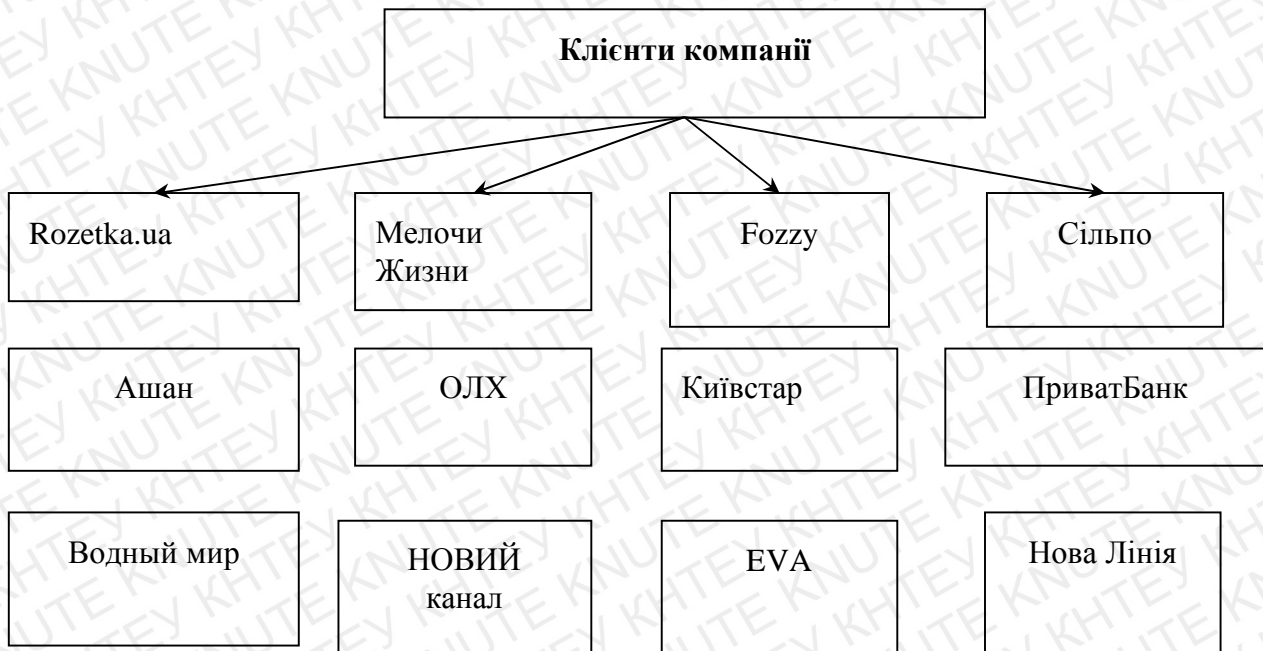 Клієнти компанії
Rozetka.ua
Мелочи
Жизни
Fozzy
Сільпо
Ашан
ОЛХ
Київстар
ПриватБанк
Водный мир
НОВИЙ
канал
EVA
Нова Лінія